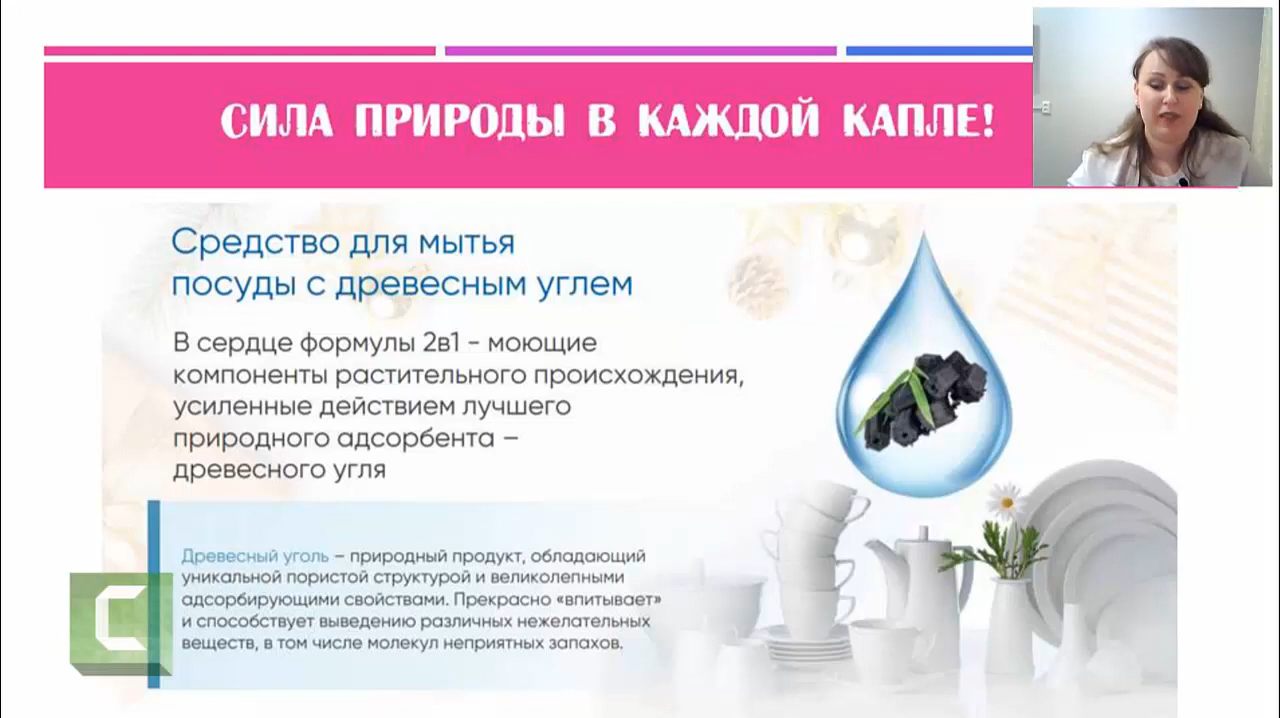 СИЛА ПРИРОДЫ В КАЖДОЙ КАПЛЕ!
Средство для мытья
посуды с древесным углем
В сердце формулы 2в1 - моющие
компоненты растительного происхождения,
усиленные действием лучшего
природного адсорбента –
древесного угля
Древесный уголь – природный продукт, обладающий
уникальной пористой структурой и великолепными
адсорбирующими свойствами. Прекрасно «впитывает»
и способствует выведению различных нежелательных
веществ, в том числе молекул неприятных запахов.